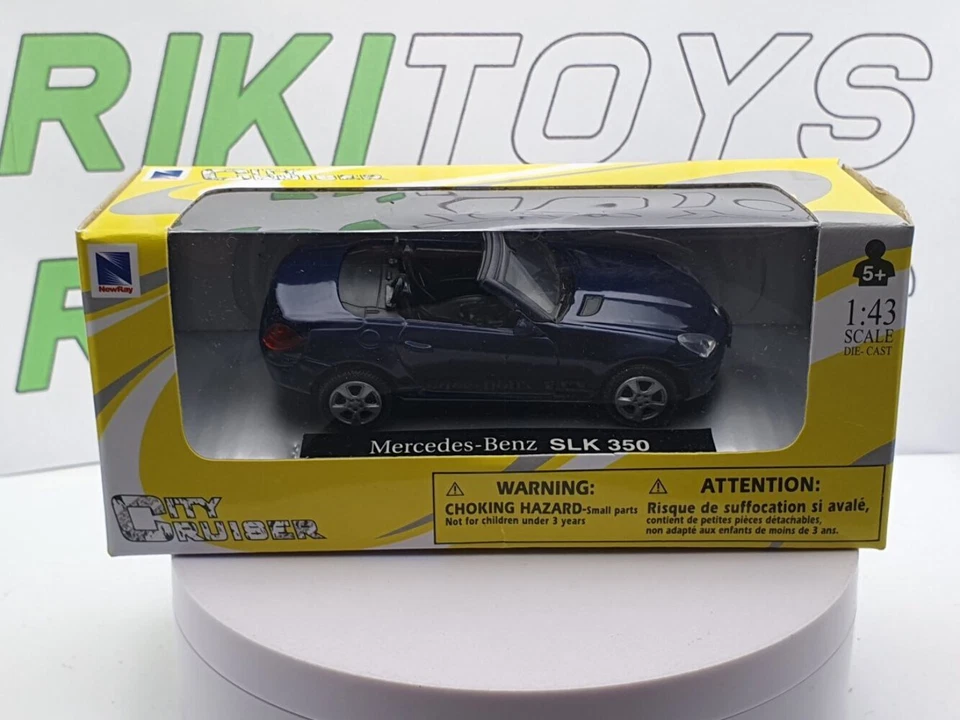 RIKITOYS
CITY CRUISER
NewRay
5+
1:43
SCALE
DIE-CAST
Mercedes-Benz SLK 350
CITY
CRUISER
WARNING:
CHOKING HAZARD-Small parts
Not for children under 3 years
ATTENTION:
Risque de suffocation si avalé,
contient de petites pièces détachables,
non adapté aux enfants de moins de 3 ans.